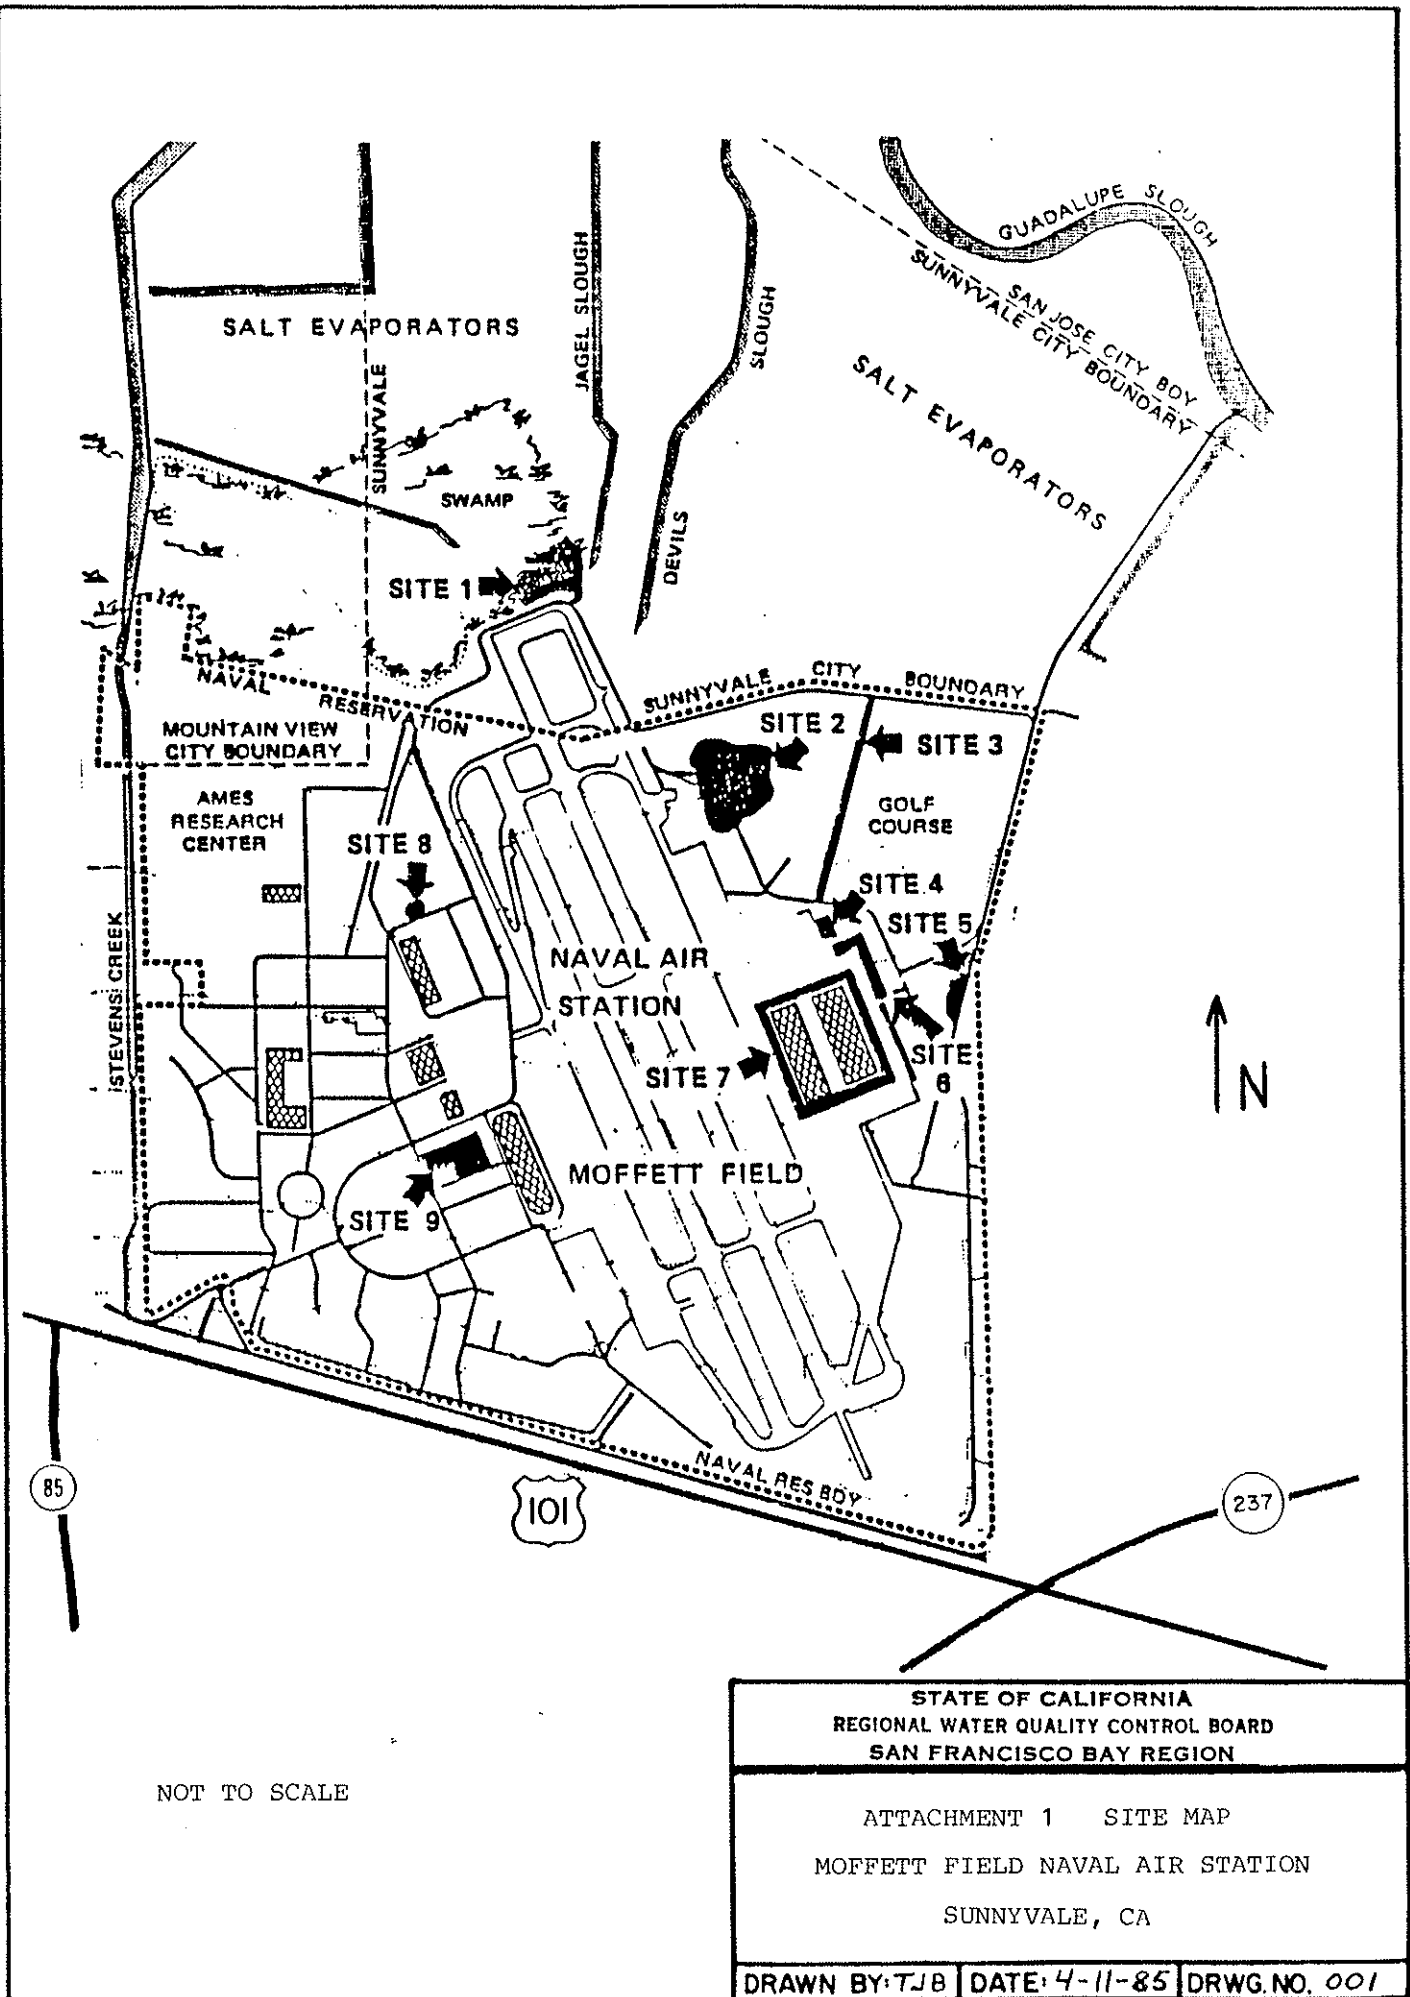 GUADALUPE SLOUGH
SAN JOSE CITY BDY
SUNNYVALE CITY BOUNDARY
SALT EVAPORATORS
JAGEL SLOUGH
DEVILS SLOUGH
SUNNYVALE
SALT EVAPORATORS
SWAMP
SITE 1
NAVAL RESERVATION
SUNNYVALE CITY BOUNDARY
MOUNTAIN VIEW
CITY BOUNDARY
SITE 2
SITE 3
AMES
RESEARCH
CENTER
GOLF
COURSE
SITE 8
SITE 4
SITE 5
STEVENS CREEK
NAVAL AIR
STATION
SITE 7
SITE
6
N
MOFFETT FIELD
SITE 9
NAVAL RES BDY
85
101
237
NOT TO SCALE
STATE OF CALIFORNIA
REGIONAL WATER QUALITY CONTROL BOARD
SAN FRANCISCO BAY REGION
ATTACHMENT 1 SITE MAP
MOFFETT FIELD NAVAL AIR STATION
SUNNYVALE, CA
DRAWN BY: TJB DATE: 4-11-85 DRWG. NO. 001